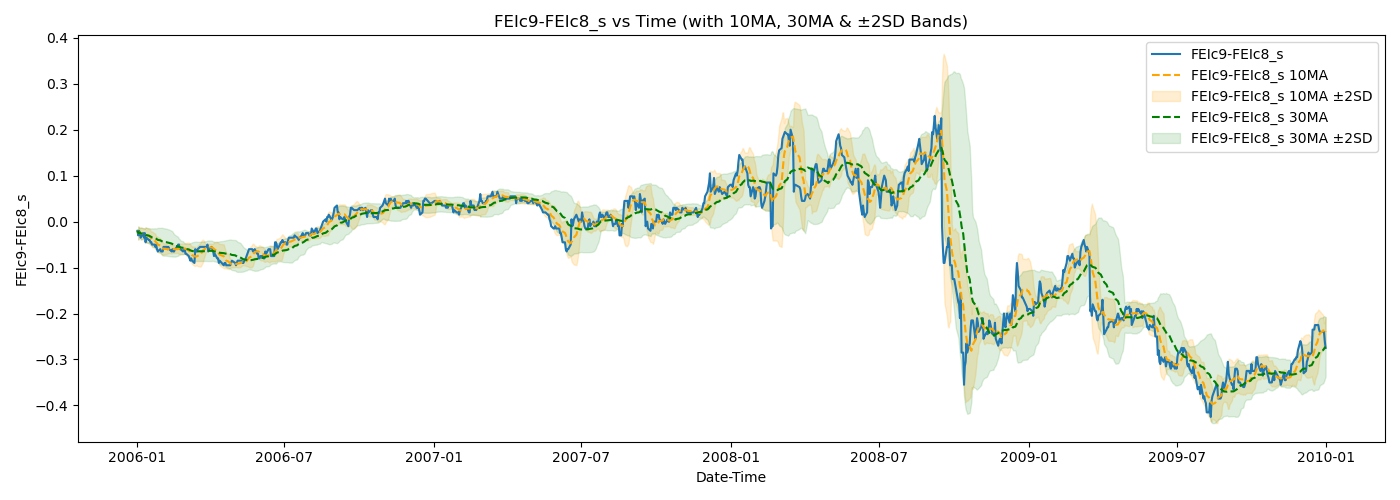 FEIc9-FEIc8_s vs Time (with 10MA, 30MA & ±2SD Bands)
FEIc9-FEIc8_s
0.4
0.3
0.2
0.1
0.0
−0.1
−0.2
−0.3
−0.4
FEIc9-FEIc8_s
FEIc9-FEIc8_s 10MA
FEIc9-FEIc8_s 10MA ±2SD
FEIc9-FEIc8_s 30MA
FEIc9-FEIc8_s 30MA ±2SD
2006-01 2006-07 2007-01 2007-07 2008-01 2008-07 2009-01 2009-07 2010-01
Date-Time